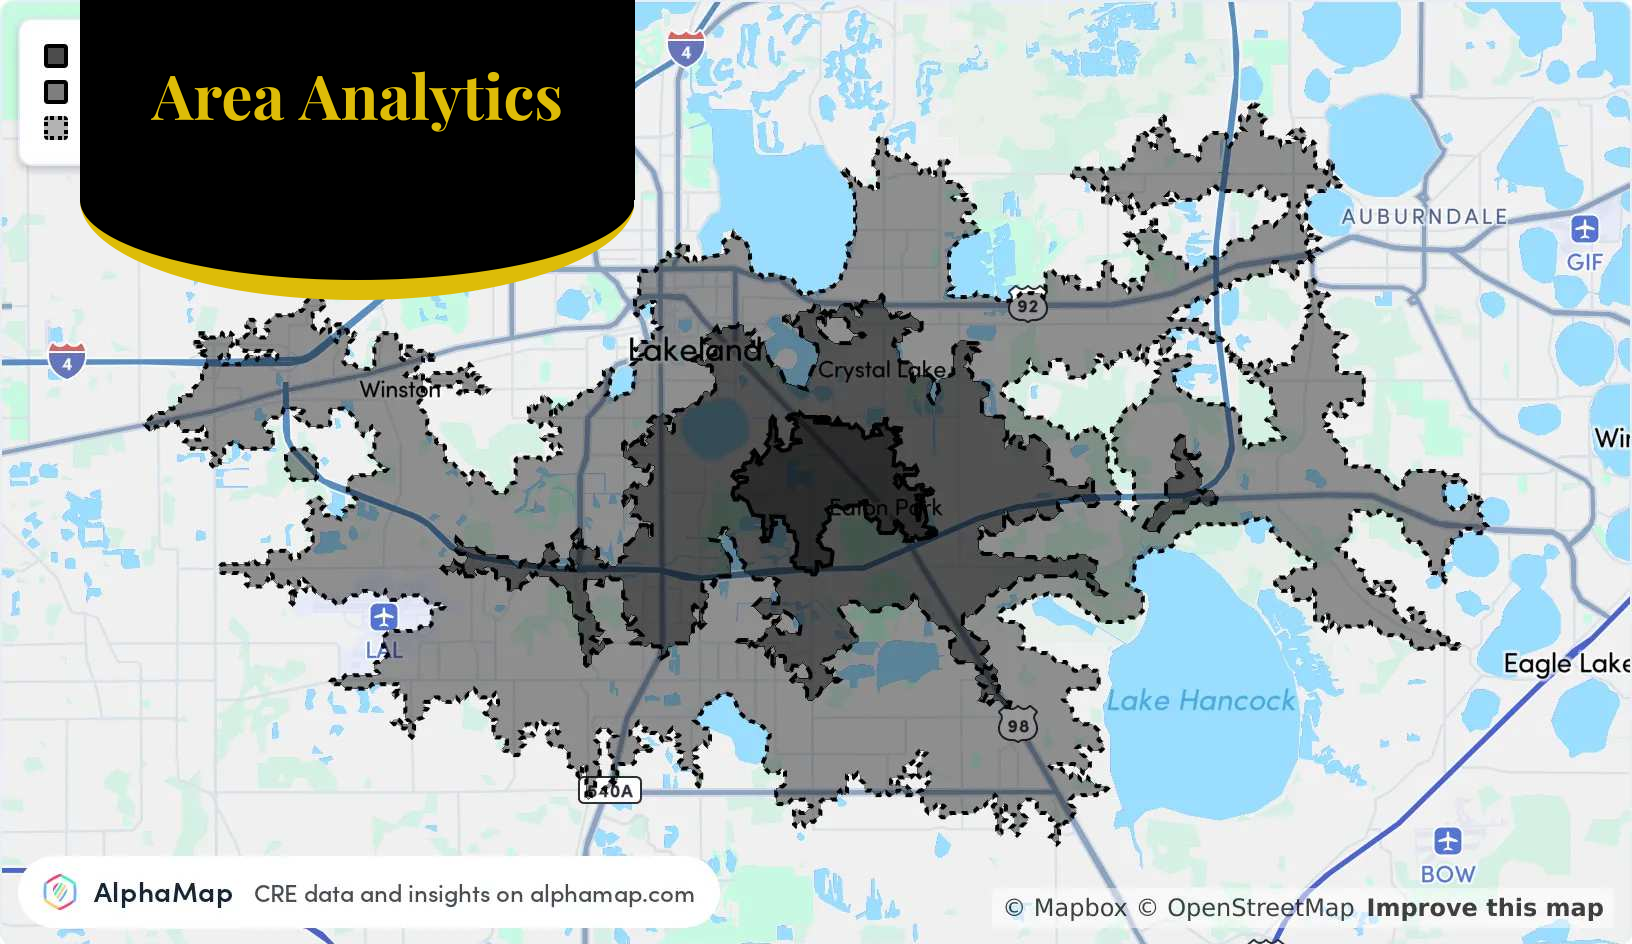 Area Analytics
4
4
AUBURNDALE
GIF
92
Lakeland
Crystal Lake
Winston
Eaton Park
LAL
Eagle Lake
Lake Hancock
98
540A
BOW
AlphaMap CRE data and insights on alphamap.com
© Mapbox © OpenStreetMap Improve this map